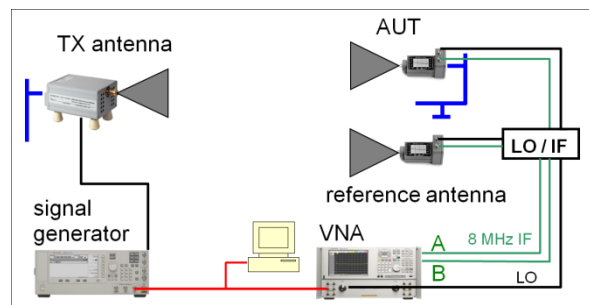 TX antenna
AUT
LO / IF
reference antenna
signal
generator
VNA
A
8 MHz IF
B
LO